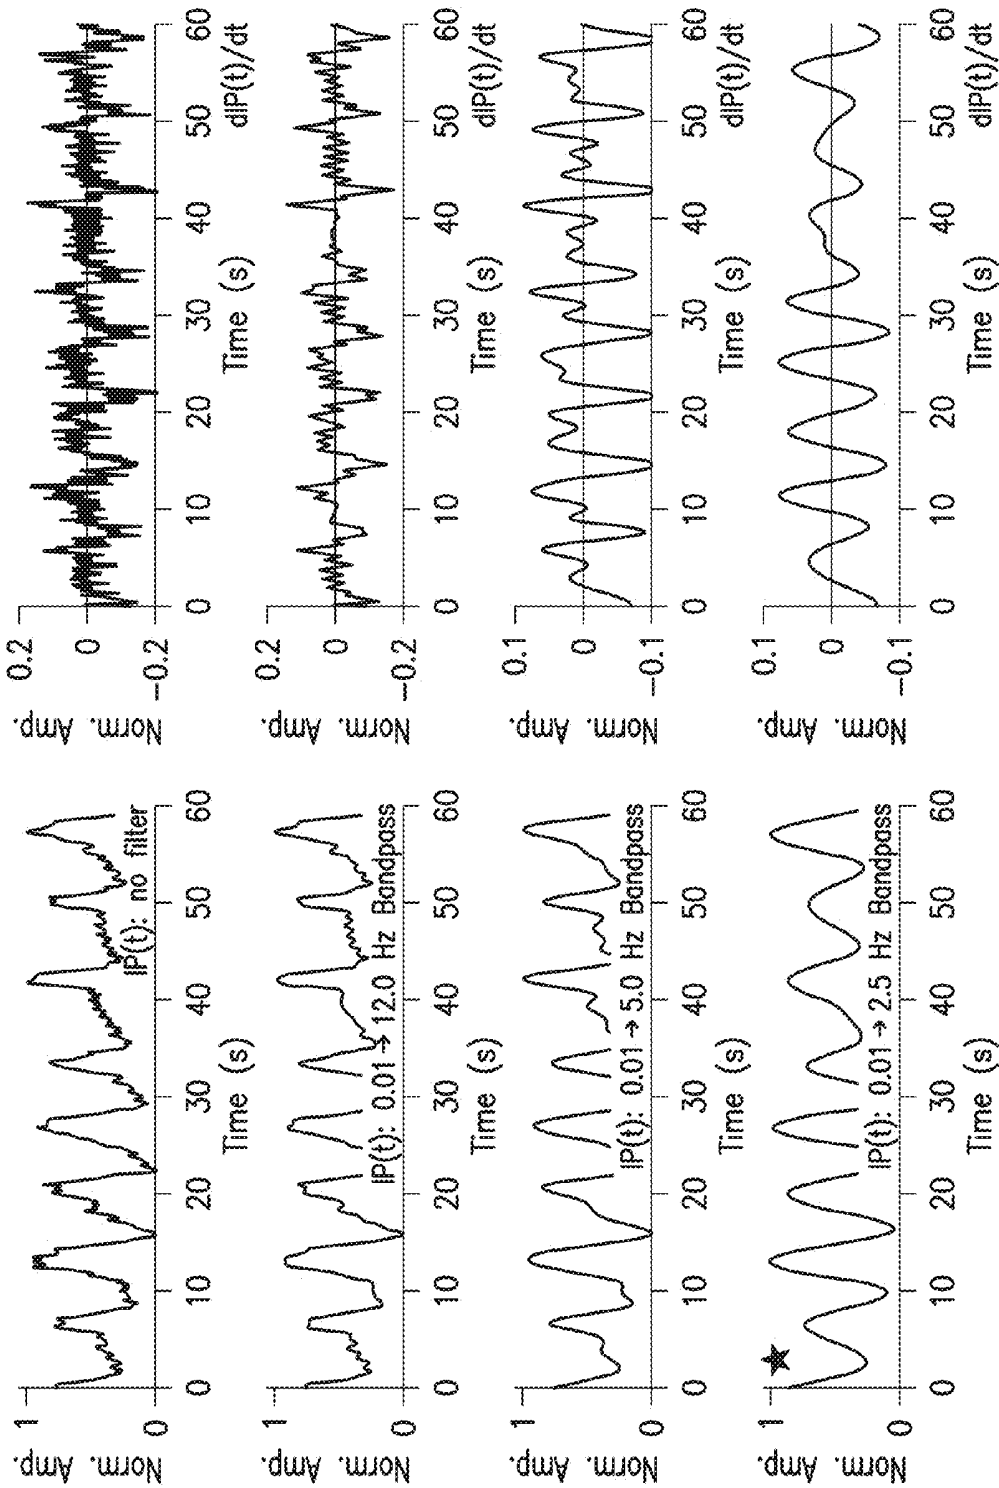 Norm.
Amp.
1
0
IP(t): no filter
0 10 20 30 40 50 60
Time (s)
Norm.
Amp.
0.2
0
-0.2
0 10 20 30 40 50 60
Time (s)
dIP(t)/dt
Norm.
Amp.
1
0
IP(t): 0.01→12.0 Hz Bandpass
0 10 20 30 40 50 60
Time (s)
Norm.
Amp.
0.2
0
-0.2
0 10 20 30 40 50 60
Time (s)
dIP(t)/dt
Norm.
Amp.
1
0
IP(t): 0.01→5.0 Hz Bandpass
0 10 20 30 40 50 60
Time (s)
Norm.
Amp.
0.1
0
-0.1
0 10 20 30 40 50 60
Time (s)
dIP(t)/dt
Norm.
Amp.
1
0
IP(t): 0.01→2.5 Hz Bandpass
0 10 20 30 40 50 60
Time (s)
Norm.
Amp.
0.1
0
-0.1
0 10 20 30 40 50 60
Time (s)
dIP(t)/dt